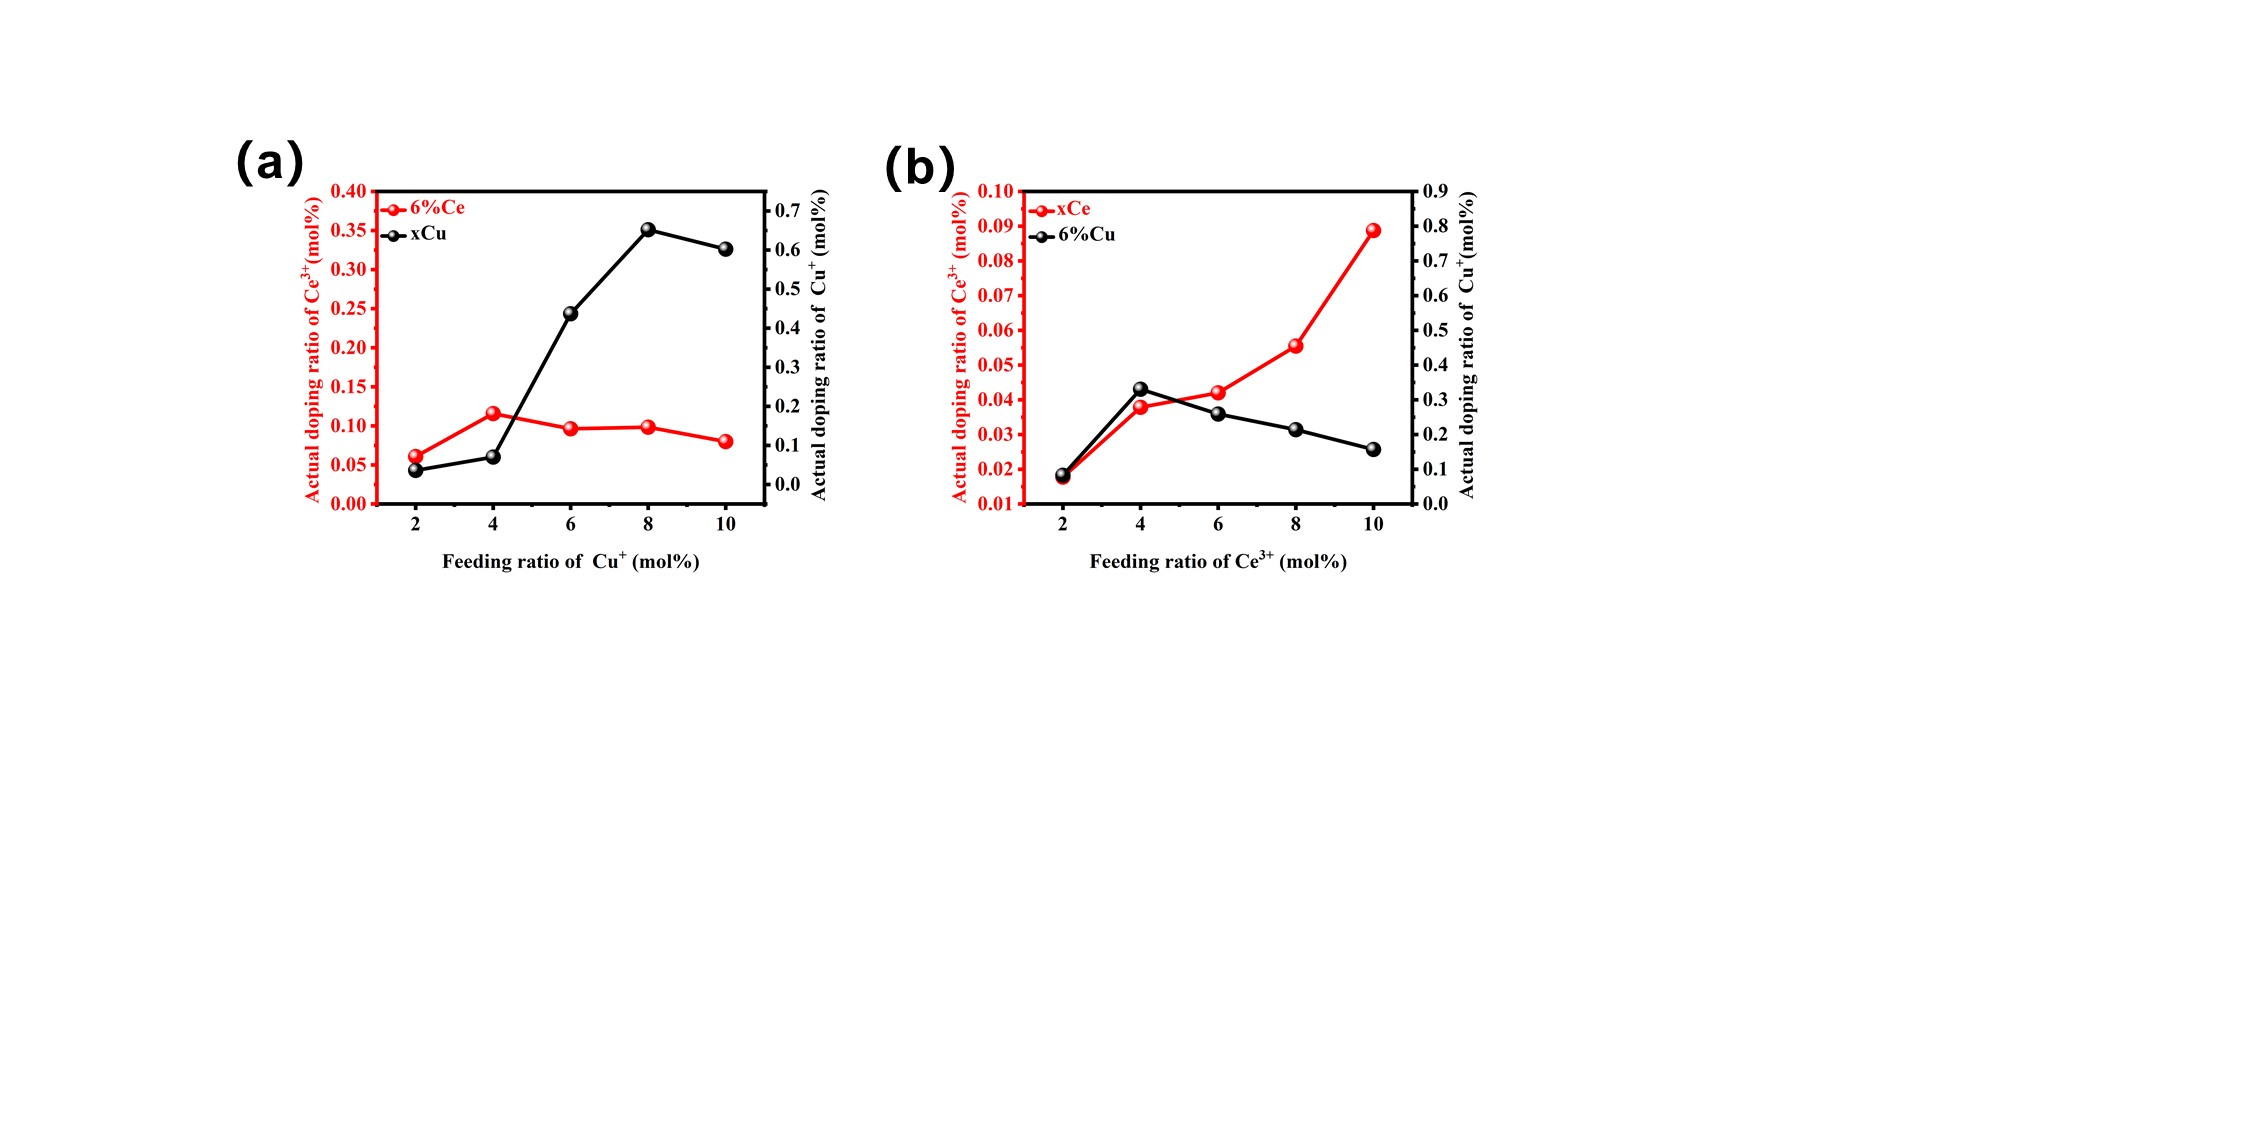 (a)
Actual doping ratio of Ce3+(mol%)
0.40
0.35
0.30
0.25
0.20
0.15
0.10
0.05
0.00
6%Ce
xCu
0.7
0.6
0.5
0.4
0.3
0.2
0.1
0.0
Actual doping ratio of Cu+ (mol%)
2 4 6 8 10
Feeding ratio of Cu+ (mol%)
(b)
Actual doping ratio of Ce3+ (mol%)
0.10
0.09
0.08
0.07
0.06
0.05
0.04
0.03
0.02
0.01
xCe
6%Cu
0.9
0.8
0.7
0.6
0.5
0.4
0.3
0.2
0.1
0.0
Actual doping ratio of Cu+(mol%)
2 4 6 8 10
Feeding ratio of Ce3+ (mol%)